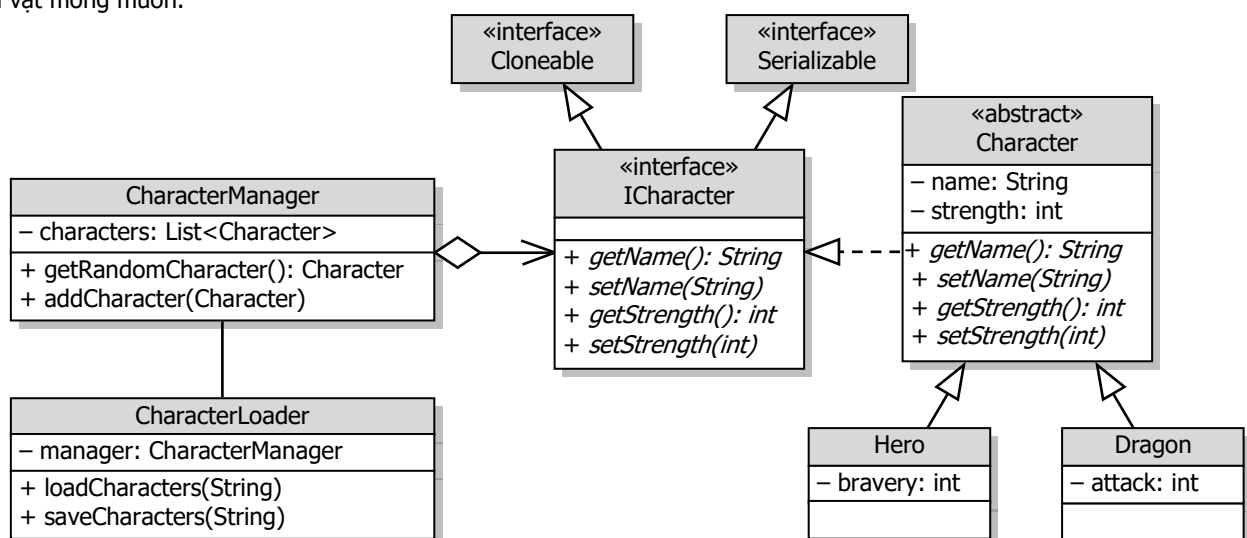 vật mong muốn.
«interface»
Cloneable
«interface»
Serializable
«abstract»
Character
– name: String
– strength: int
+ getName(): String
+ setName(String)
+ getStrength(): int
+ setStrength(int)
«interface»
ICharacter
+ getName(): String
+ setName(String)
+ getStrength(): int
+ setStrength(int)
CharacterManager
– characters: List<Character>
+ getRandomCharacter(): Character
+ addCharacter(Character)
CharacterLoader
– manager: CharacterManager
+ loadCharacters(String)
+ saveCharacters(String)
Hero
– bravery: int
Dragon
– attack: int